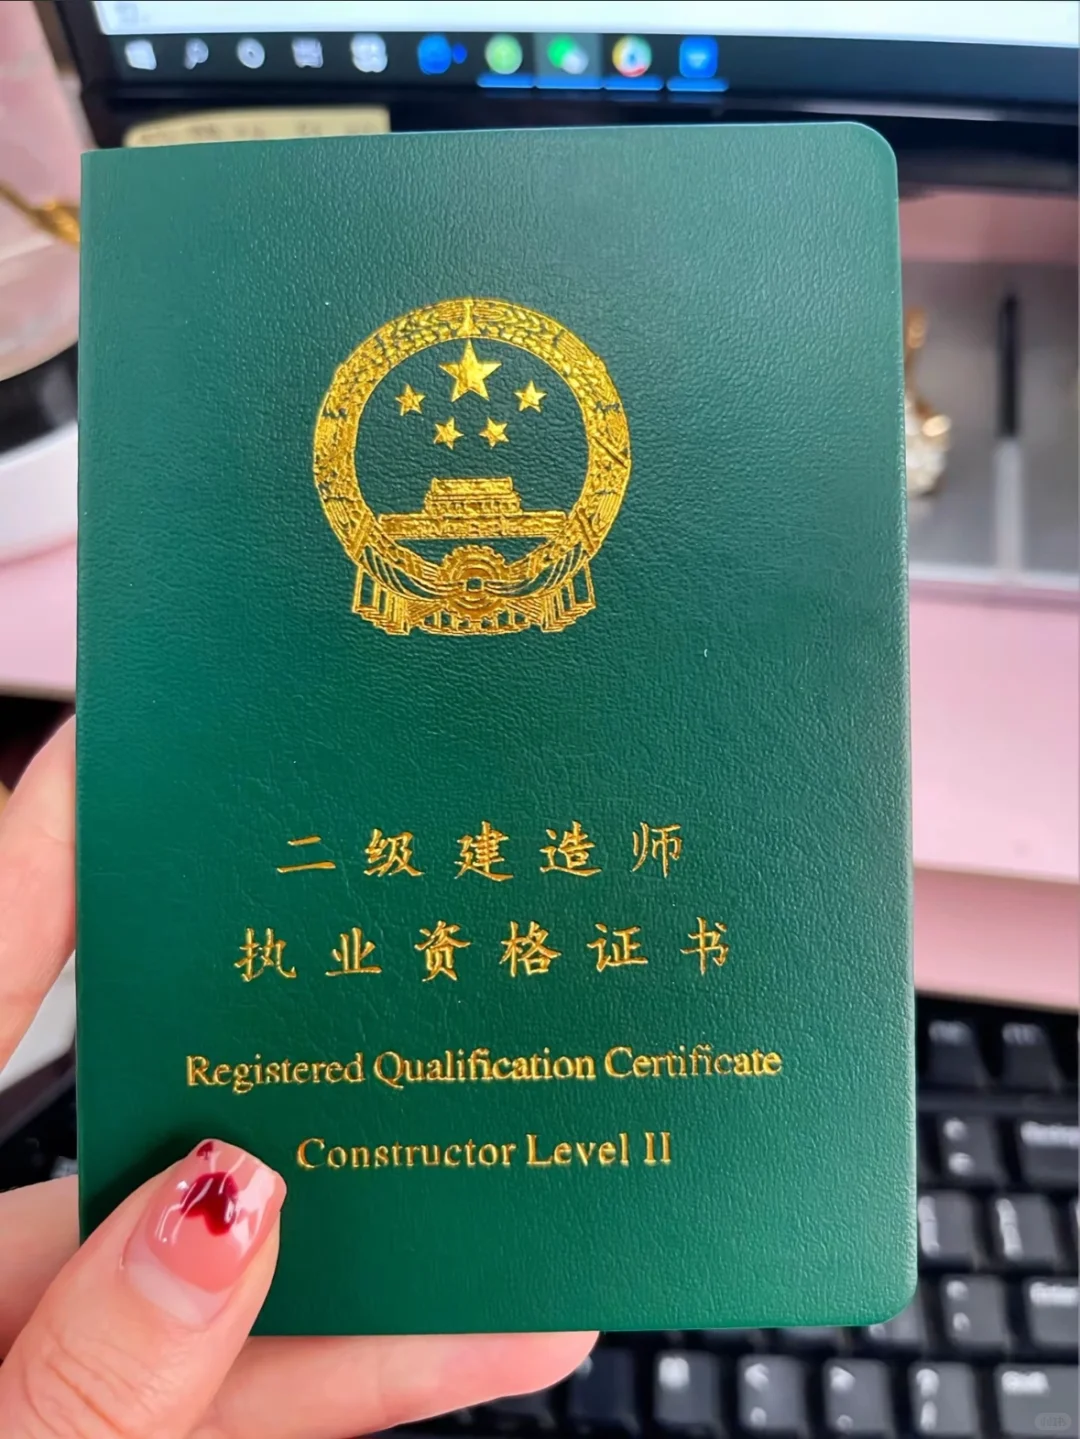 二级建造师
执业资格证书
Registered Qualification Certificate
Constructor Level II